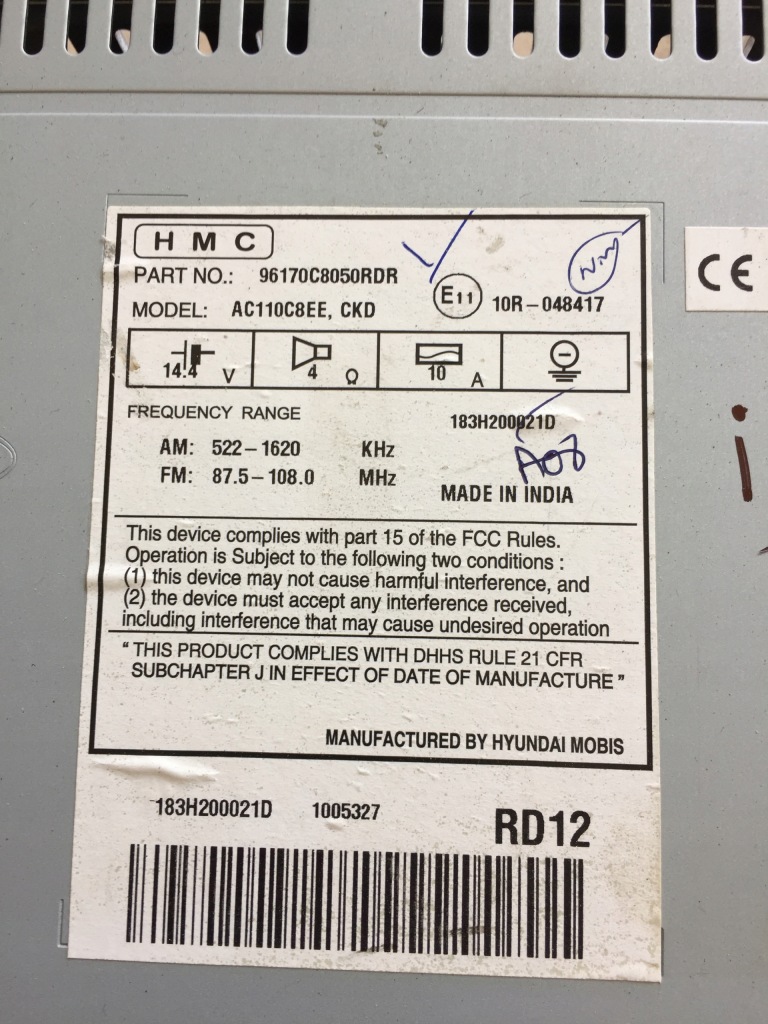 H M C
PART NO.: 96170C8050RDR
MODEL: AC110C8EE, CKD
E11 10R-048417
CE
14.4 V
4 Ω
10 A
FREQUENCY RANGE
183H200021D
AM: 522-1620 KHz
FM: 87.5-108.0 MHz
A08
MADE IN INDIA
This device complies with part 15 of the FCC Rules.
Operation is Subject to the following two conditions :
(1) this device may not cause harmful interference, and
(2) the device must accept any interference received,
including interference that may cause undesired operation
“ THIS PRODUCT COMPLIES WITH DHHS RULE 21 CFR
SUBCHAPTER J IN EFFECT OF DATE OF MANUFACTURE ”
MANUFACTURED BY HYUNDAI MOBIS
183H200021D 1005327
RD12